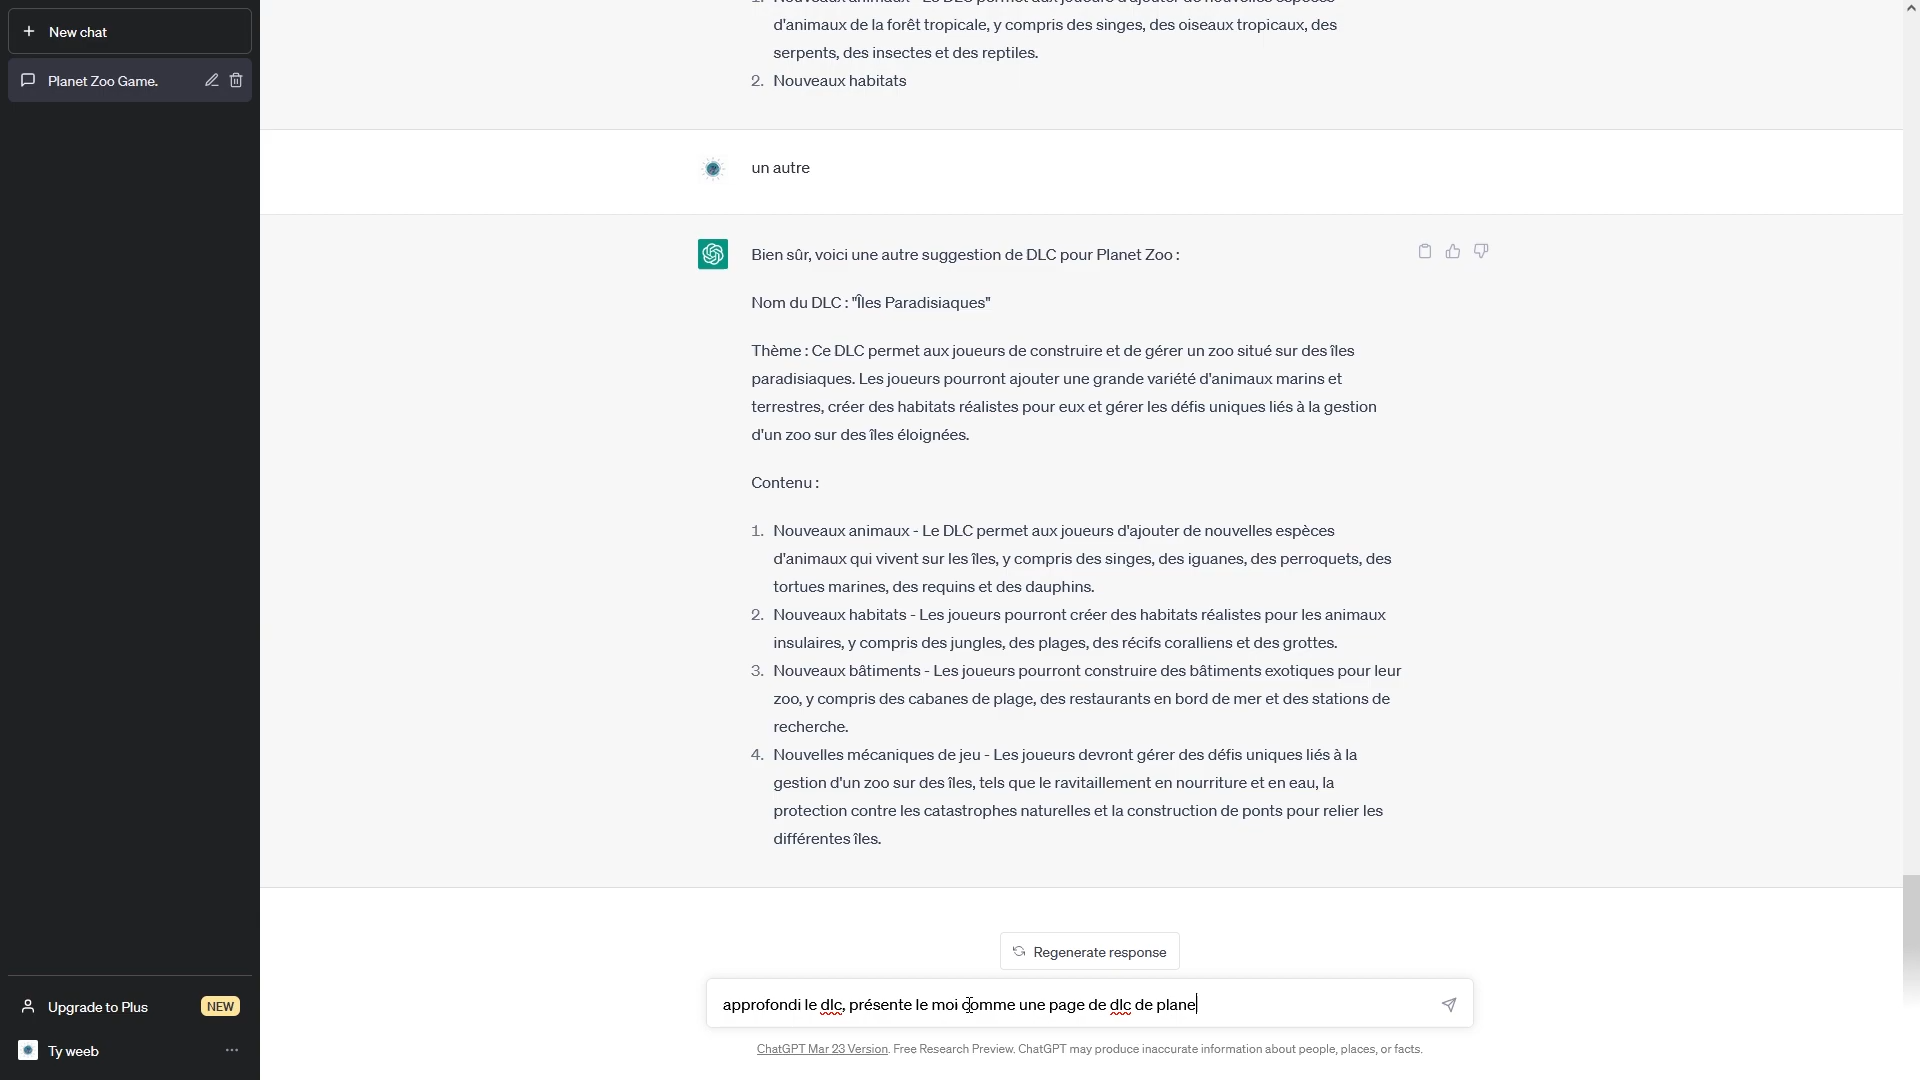 New chat
Planet Zoo Game.
d'animaux de la forêt tropicale, y compris des singes, des oiseaux tropicaux, des
serpents, des insectes et des reptiles.
2. Nouveaux habitats
un autre
Bien sûr, voici une autre suggestion de DLC pour Planet Zoo :
Nom du DLC : "Îles Paradisiaques"
Thème : Ce DLC permet aux joueurs de construire et de gérer un zoo situé sur des îles
paradisiaques. Les joueurs pourront ajouter une grande variété d'animaux marins et
terrestres, créer des habitats réalistes pour eux et gérer les défis uniques liés à la gestion
d'un zoo sur des îles éloignées.
Contenu :
1. Nouveaux animaux - Le DLC permet aux joueurs d'ajouter de nouvelles espèces
d'animaux qui vivent sur les îles, y compris des singes, des iguanes, des perroquets, des
tortues marines, des requins et des dauphins.
2. Nouveaux habitats - Les joueurs pourront créer des habitats réalistes pour les animaux
insulaires, y compris des jungles, des plages, des récifs coralliens et des grottes.
3. Nouveaux bâtiments - Les joueurs pourront construire des bâtiments exotiques pour leur
zoo, y compris des cabanes de plage, des restaurants en bord de mer et des stations de
recherche.
4. Nouvelles mécaniques de jeu - Les joueurs devront gérer des défis uniques liés à la
gestion d'un zoo sur des îles, tels que le ravitaillement en nourriture et en eau, la
protection contre les catastrophes naturelles et la construction de ponts pour relier les
différentes îles.
Regenerate response
approfondi le dlc, présente le moi comme une page de dlc de plane
ChatGPT Mar 23 Version. Free Research Preview. ChatGPT may produce inaccurate information about people, places, or facts.
Upgrade to Plus NEW
Ty weeb